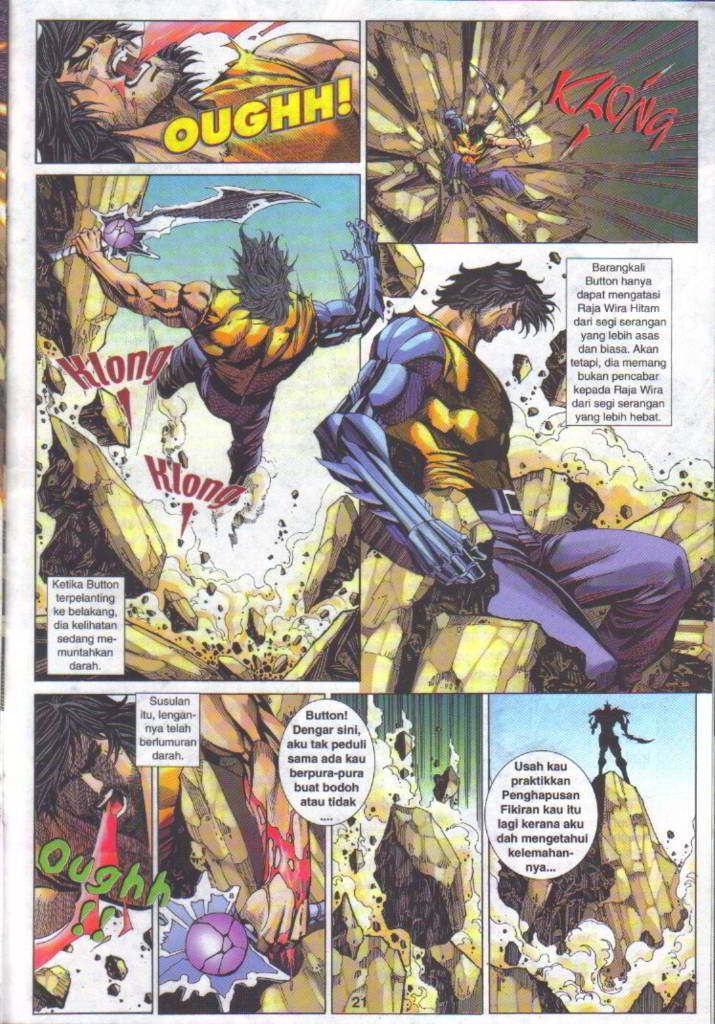 OUGHH!
KLONG
!
Klong
!
Klong
!
Barangkali
Button hanya
dapat mengatasi
Raja Wira Hitam
dari segi serangan
yang lebih asas
dan biasa. Akan
tetapi, dia memang
bukan pencabar
kepada Raja Wira
dari segi serangan
yang lebih hebat.
Ketika Button
terpelanting
ke belakang,
dia kelihatan
sedang me-
muntahkan
darah.
Oughh
!!
Susulan
itu, lengan-
nya telah
berlumuran
darah.
Button!
Dengar sini,
aku tak peduli
sama ada kau
berpura-pura
buat bodoh
atau tidak
....
Usah kau
praktikkan
Penghapusan
Fikiran kau itu
lagi kerana aku
dah mengetahui
kelemahan-
nya...
21